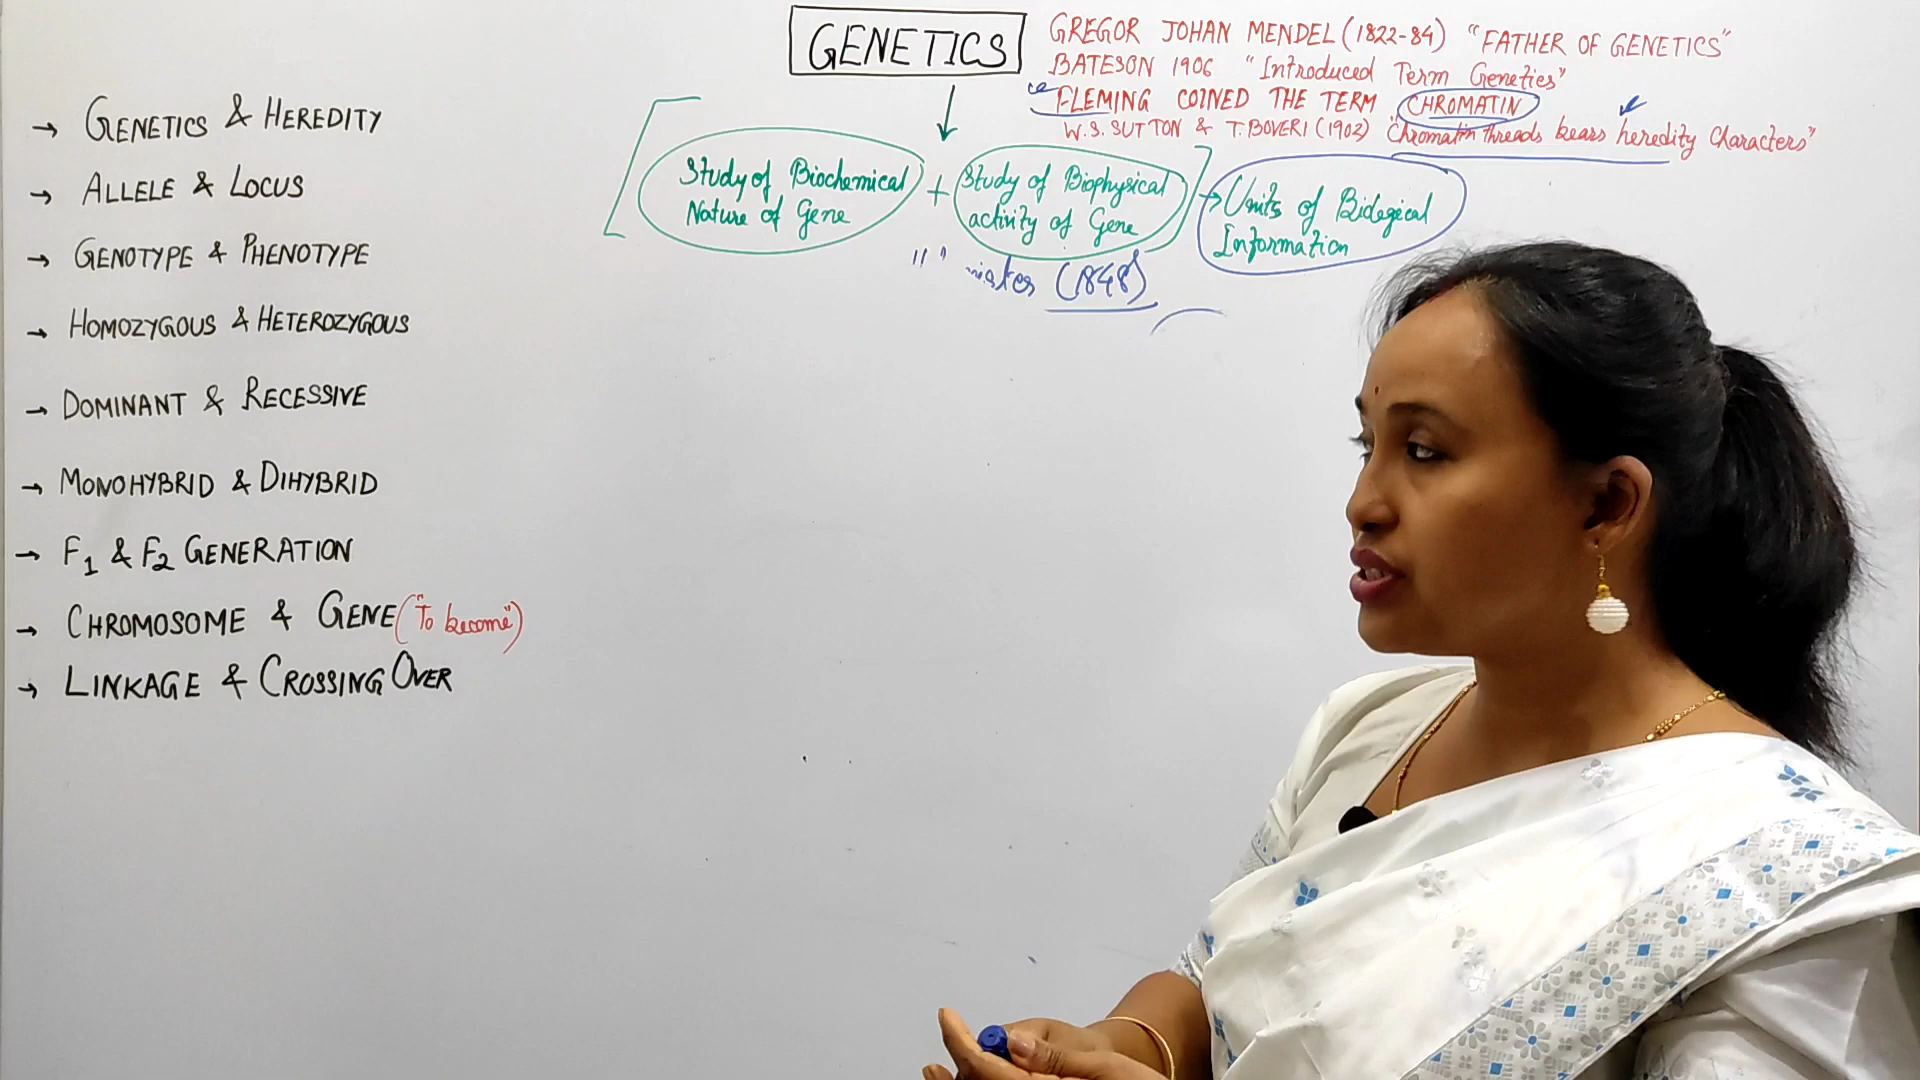 GENETICS
GREGOR JOHAN MENDEL (1822-84) "FATHER OF GENETICS"
BATESON 1906 "Introduced Term Genetics"
FLEMING COINED THE TERM CHROMATIN
W.S. SUTTON & T. BOVERI (1902) "Chromatin threads bears heredity Characters"
Study of Biochemical
Nature of Gene
+
Study of Biophysical
activity of Gene
→ Units of Biological
Information
(1848)
→ GENETICS & HEREDITY
→ ALLELE & LOCUS
→ GENOTYPE & PHENOTYPE
→ HOMOZYGOUS & HETEROZYGOUS
→ DOMINANT & RECESSIVE
→ MONOHYBRID & DIHYBRID
→ F1 & F2 GENERATION
→ CHROMOSOME & GENE ("To become")
→ LINKAGE & CROSSING OVER